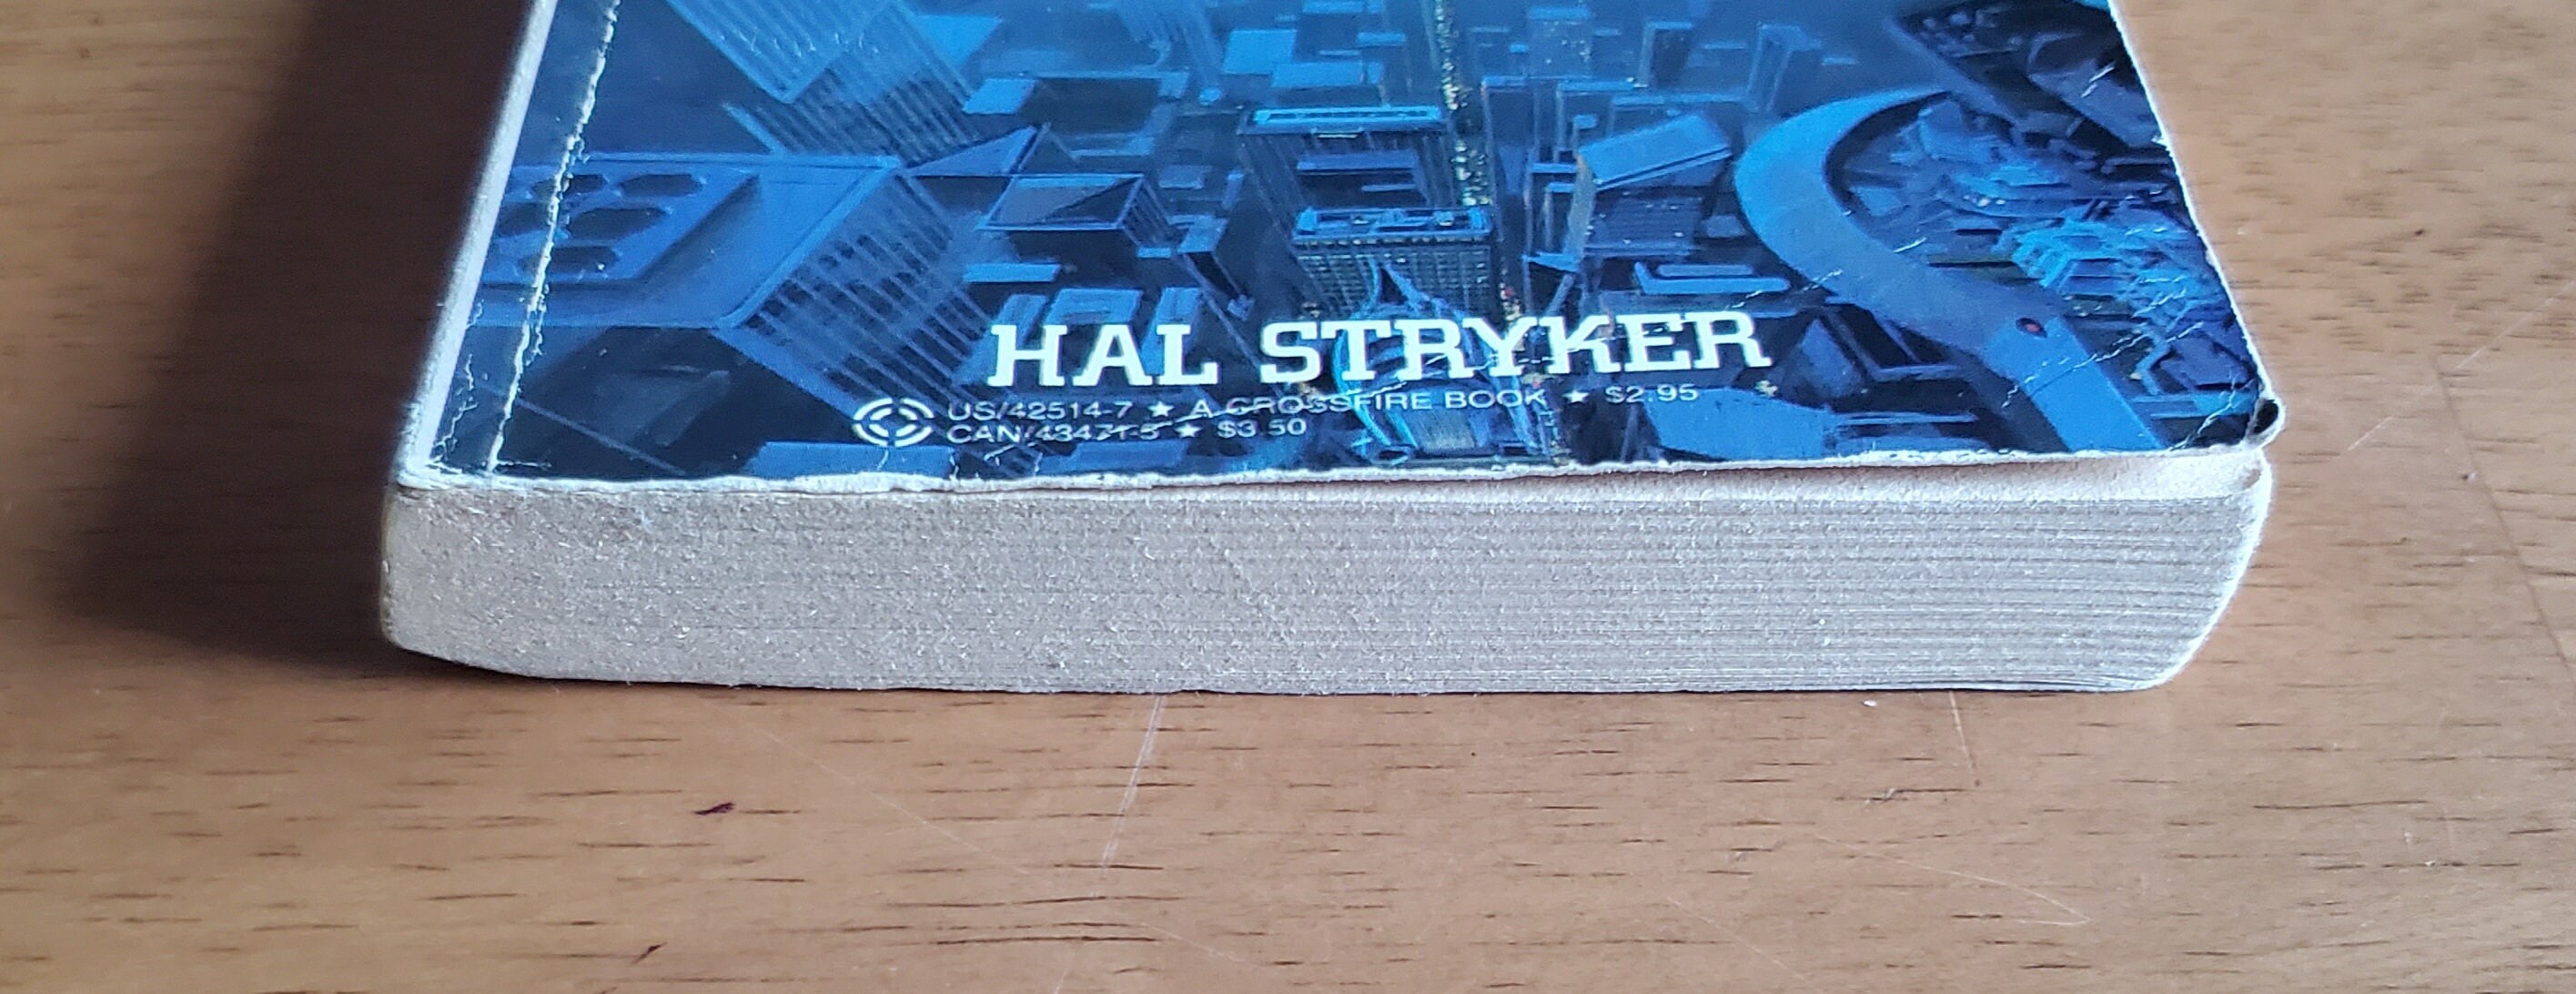 HAL STRYKER
US/42514-7 ★ A CROSSFIRE BOOK ★ $2.95
CAN/43471-5 ★ $3.50